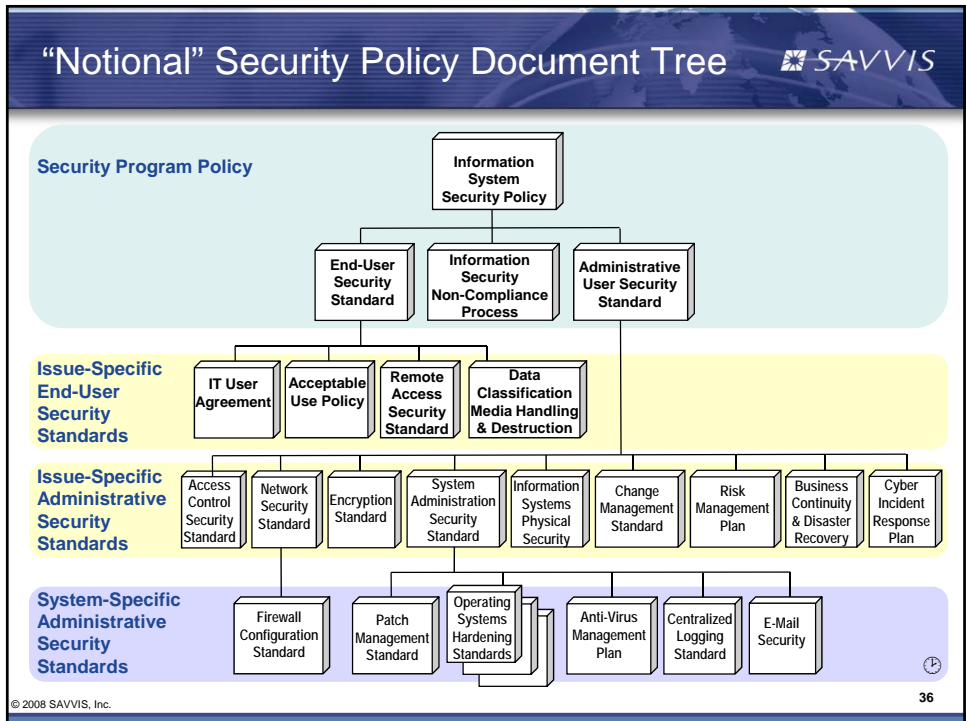 “Notional” Security Policy Document Tree
SAVVIS
Security Program Policy
Information
System
Security Policy
End-User
Security
Standard
Information
Security
Non-Compliance
Process
Administrative
User Security
Standard
Issue-Specific
End-User
Security
Standards
IT User
Agreement
Acceptable
Use Policy
Remote
Access
Security
Standard
Data
Classification
Media Handling
& Destruction
Issue-Specific
Administrative
Security
Standards
Access
Control
Security
Standard
Network
Security
Standard
Encryption
Standard
System
Administration
Security
Standard
Information
Systems
Physical
Security
Change
Management
Standard
Risk
Management
Plan
Business
Continuity
& Disaster
Recovery
Cyber
Incident
Response
Plan
System-Specific
Administrative
Security
Standards
Firewall
Configuration
Standard
Patch
Management
Standard
Operating
Systems
Hardening
Standards
Anti-Virus
Management
Plan
Centralized
Logging
Standard
E-Mail
Security
© 2008 SAVVIS, Inc.
36